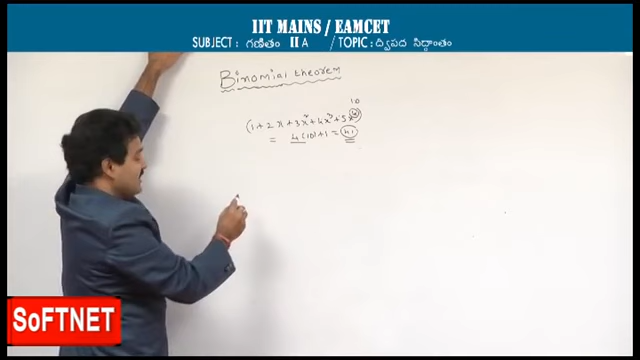 IIT MAINS / EAMCET
SUBJECT : గణితం II A / TOPIC : ద్విపద సిద్ధాంతం
Binomial theorem
(1+2x+3x²+4x³+5x⁴)¹⁰
= 4(10)+1 = 41
SoFTNET